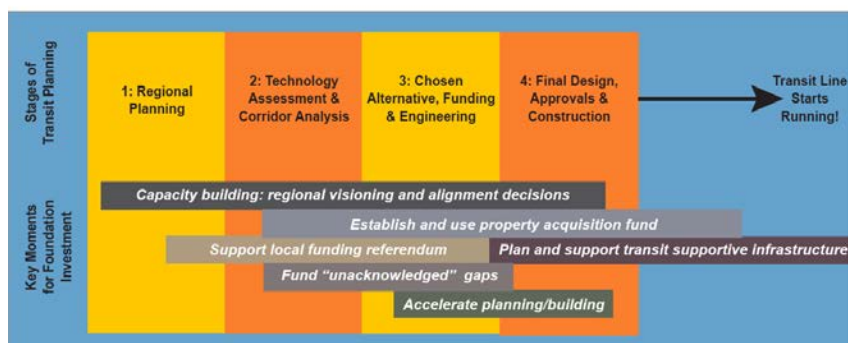 Stages of
Transit Planning
1: Regional
Planning
2: Technology
Assessment &
Corridor Analysis
3: Chosen
Alternative, Funding
& Engineering
4: Final Design,
Approvals &
Construction
Transit Line
Starts
Running!
Key Moments
for Foundation
Investment
Capacity building: regional visioning and alignment decisions
Establish and use property acquisition fund
Support local funding referendum
Plan and support transit supportive infrastructure
Fund “unacknowledged” gaps
Accelerate planning/building